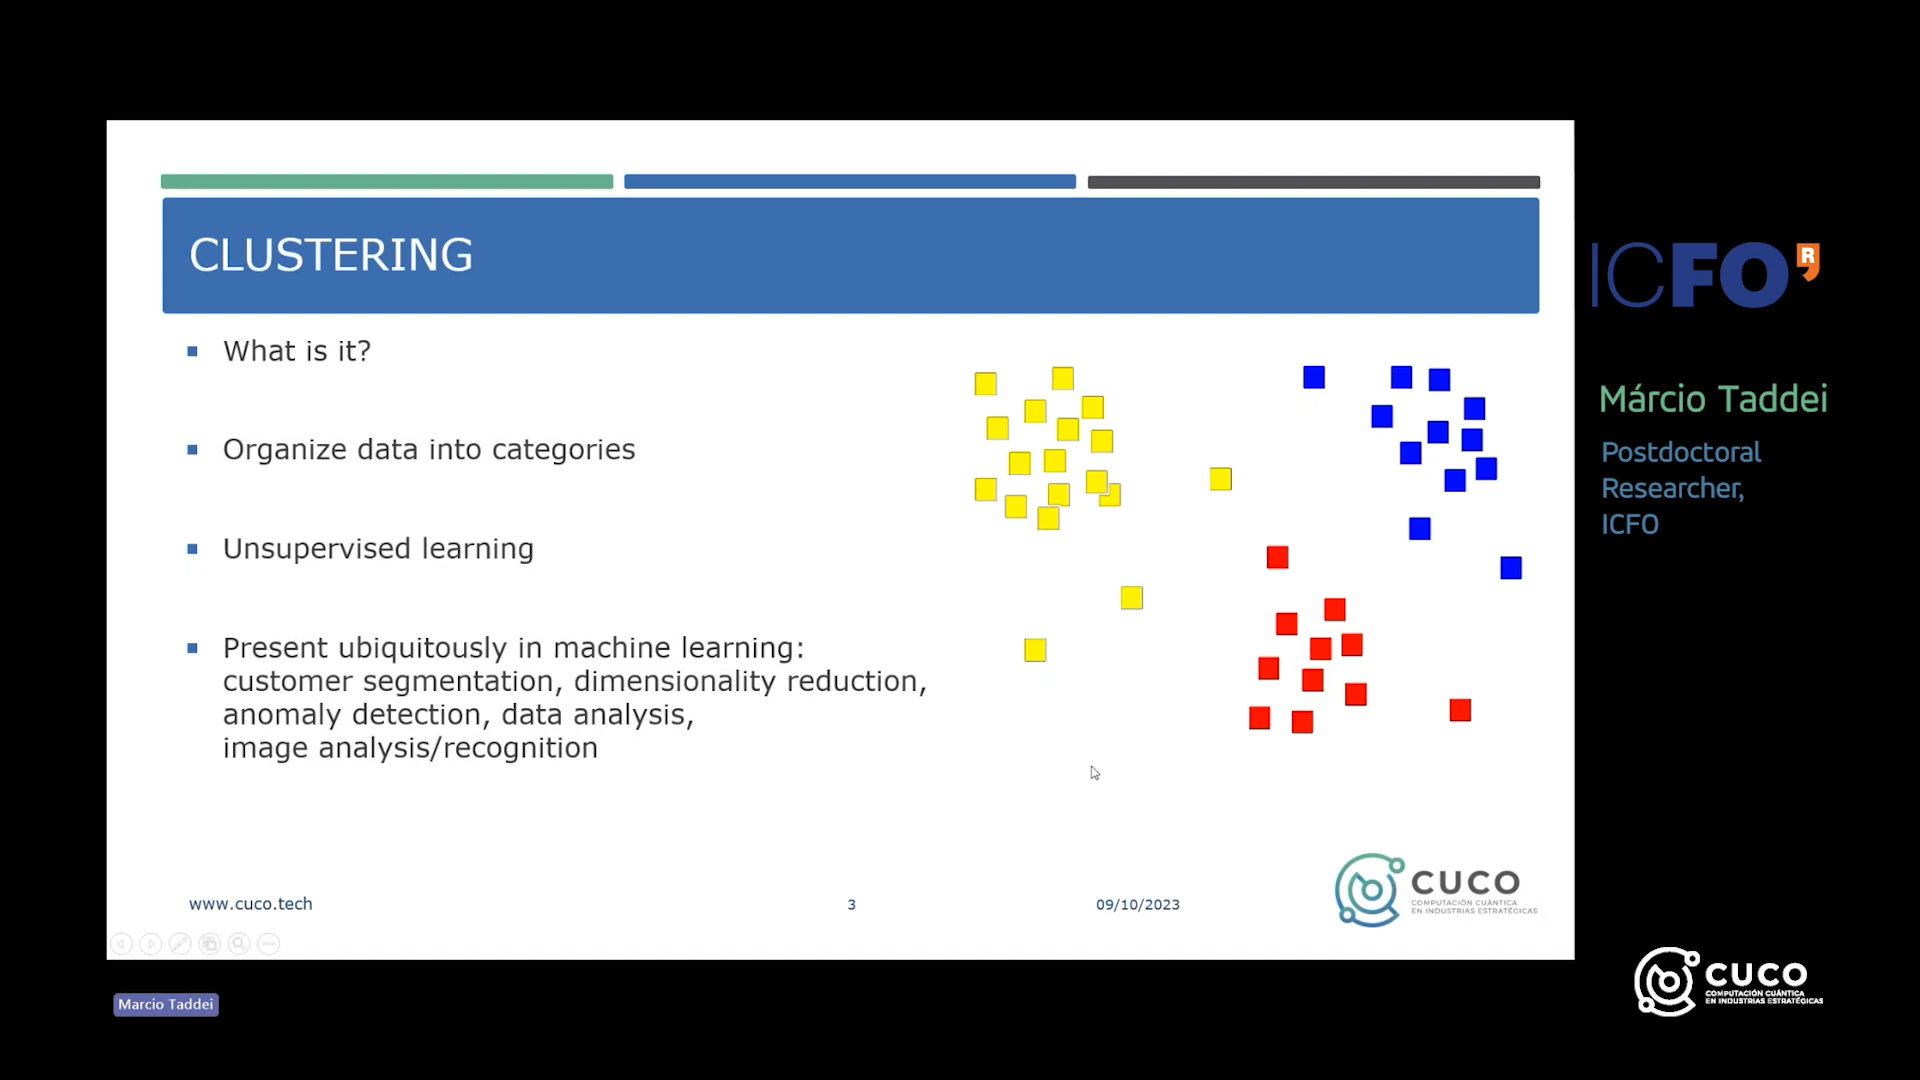 CLUSTERING
What is it?
Organize data into categories
Unsupervised learning
Present ubiquitously in machine learning:
customer segmentation, dimensionality reduction,
anomaly detection, data analysis,
image analysis/recognition
www.cuco.tech
3
09/10/2023
CUCO
COMPUTACIÓN CUÁNTICA
EN INDUSTRIAS ESTRATÉGICAS
ICFO
R
Márcio Taddei
Postdoctoral
Researcher,
ICFO
Marcio Taddei
CUCO
COMPUTACIÓN CUÁNTICA
EN INDUSTRIAS ESTRATÉGICAS